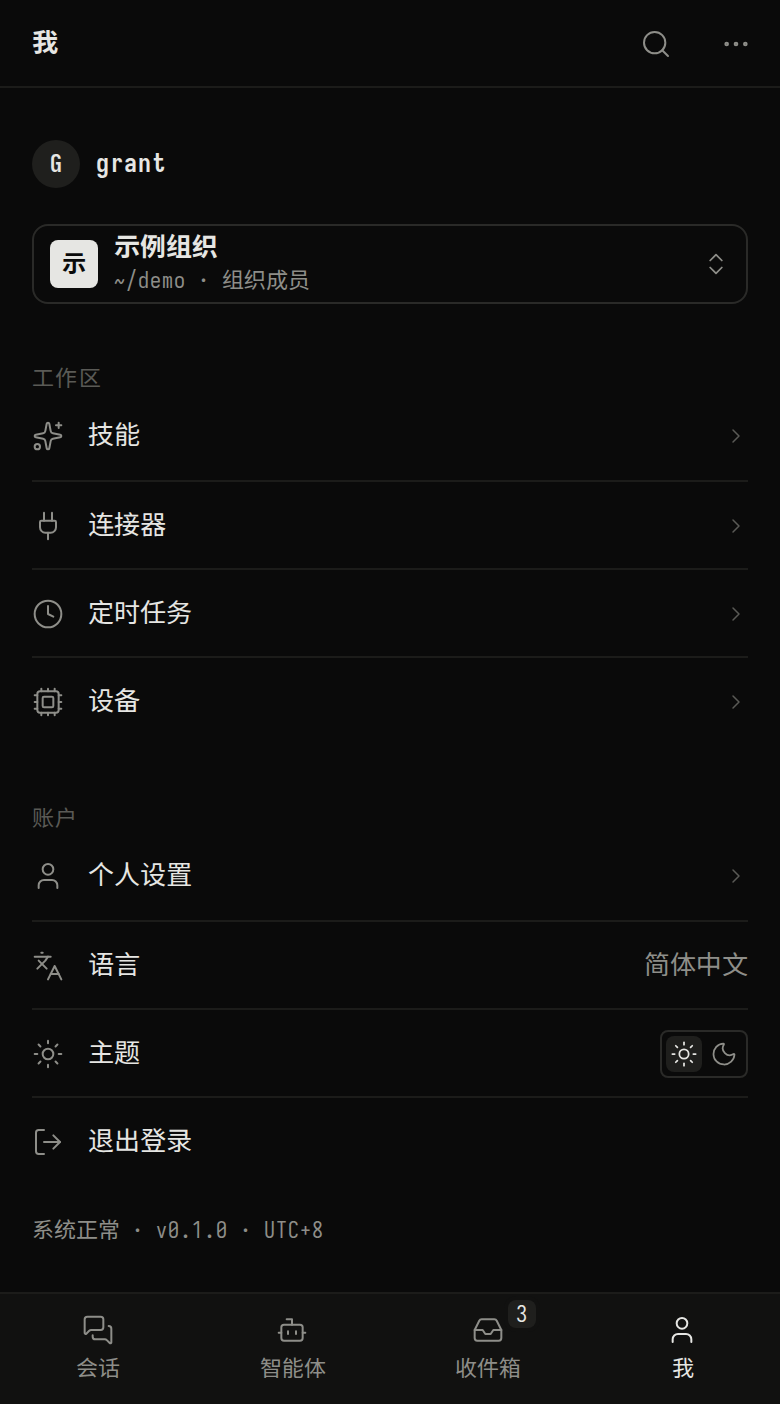 我
G grant
示 示例组织
~/demo · 组织成员
工作区
技能
连接器
定时任务
设备
账户
个人设置
语言 简体中文
主题
退出登录
系统正常 · v0.1.0 · UTC+8
3
会话 智能体 收件箱 我